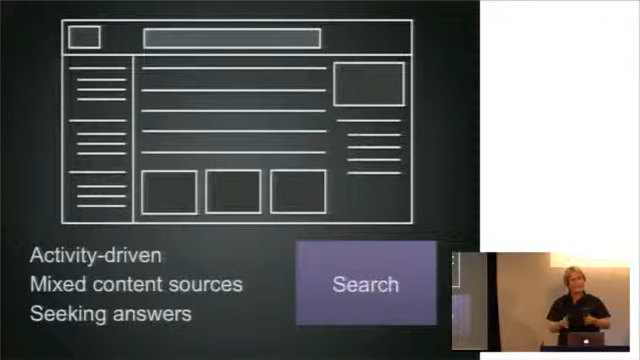 Activity-driven
Mixed content sources
Seeking answers
Search